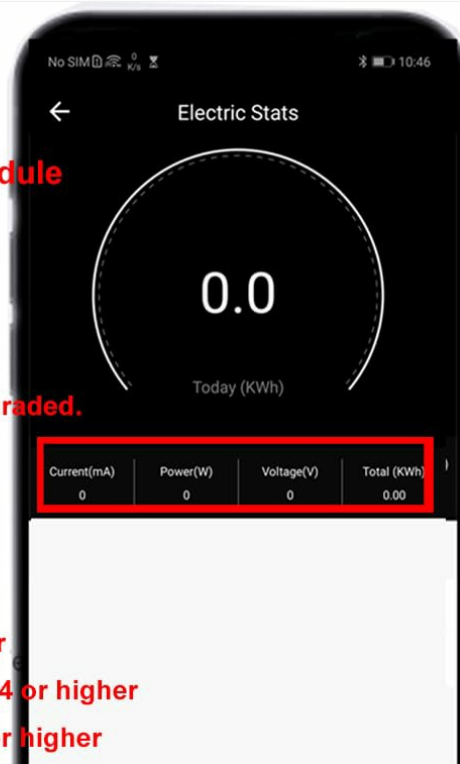 No SIM 0 K/s 10:46
Electric Stats
dule
0.0
Today (KWh)
raded.
Current(mA) Power(W) Voltage(V) Total (KWh)
0 0 0 0.00
r
4 or higher
r higher